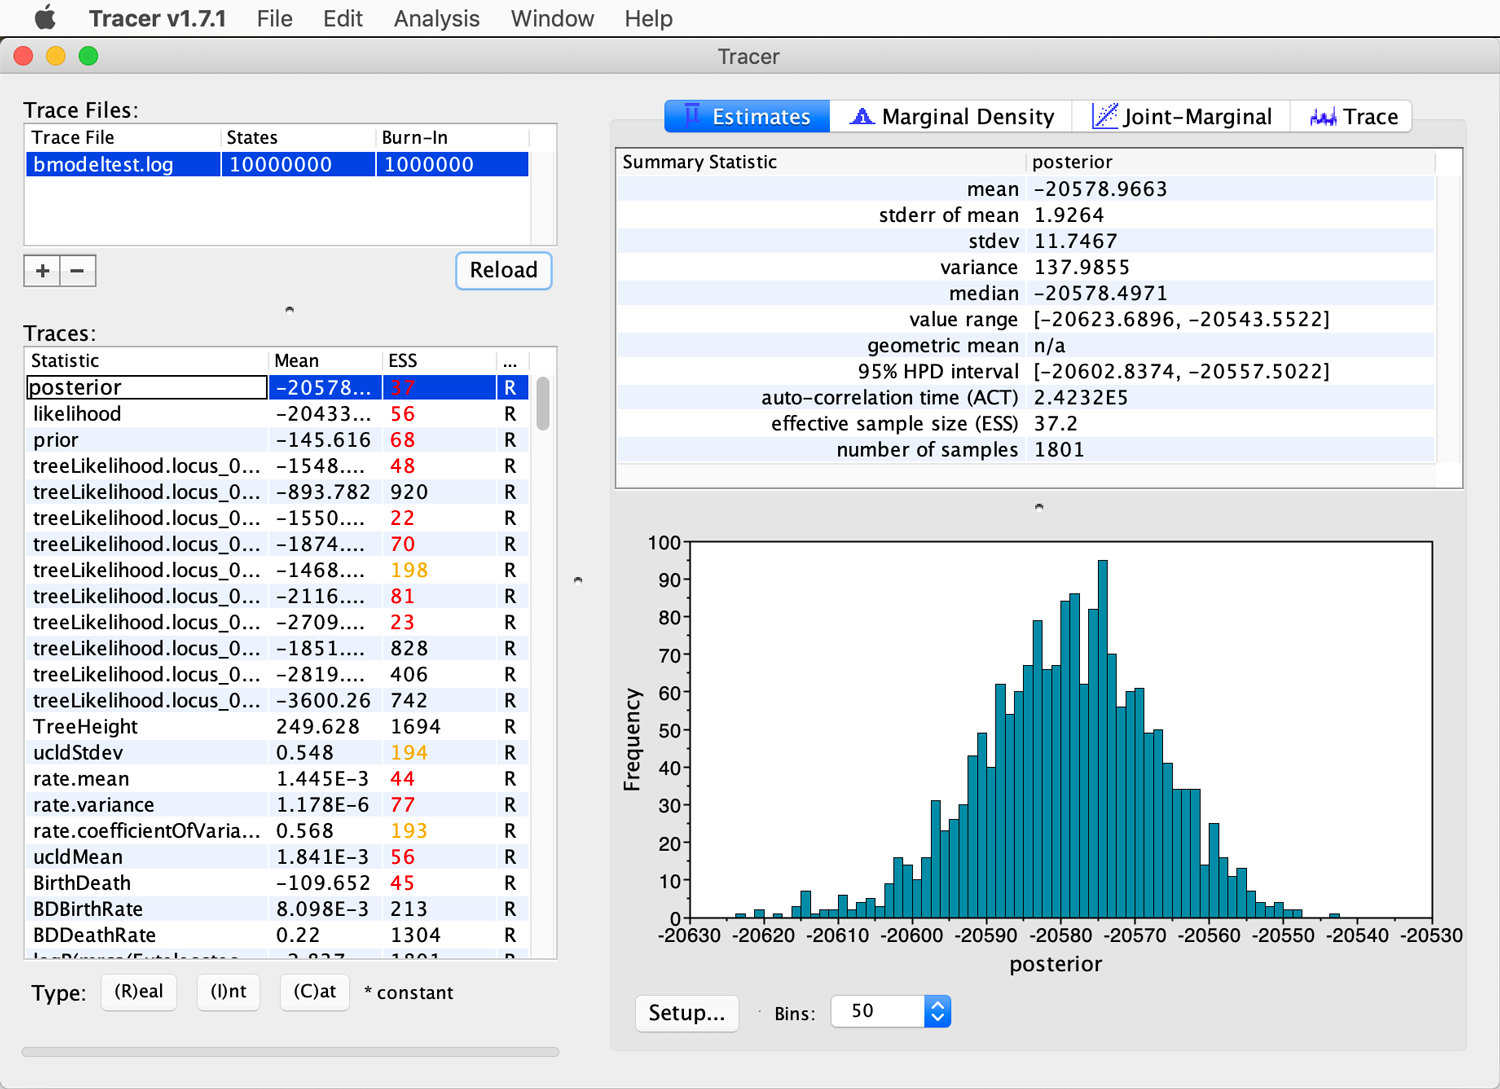 Tracer v1.7.1 File Edit Analysis Window Help
Tracer
Trace Files:
Trace File States Burn-In
bmodeltest.log 10000000 1000000
+ −
Reload
Traces:
Statistic Mean ESS ...
posterior -20578... 37 R
likelihood -20433... 56 R
prior -145.616 68 R
treeLikelihood.locus_0... -1548.... 48 R
treeLikelihood.locus_0... -893.782 920 R
treeLikelihood.locus_0... -1550.... 22 R
treeLikelihood.locus_0... -1874.... 70 R
treeLikelihood.locus_0... -1468.... 198 R
treeLikelihood.locus_0... -2116.... 81 R
treeLikelihood.locus_0... -2709.... 23 R
treeLikelihood.locus_0... -1851.... 828 R
treeLikelihood.locus_0... -2819.... 406 R
treeLikelihood.locus_0... -3600.26 742 R
TreeHeight 249.628 1694 R
ucldStdev 0.548 194 R
rate.mean 1.445E-3 44 R
rate.variance 1.178E-6 77 R
rate.coefficientOfVaria... 0.568 193 R
ucldMean 1.841E-3 56 R
BirthDeath -109.652 45 R
BDBirthRate 8.098E-3 213 R
BDDeathRate 0.22 1304 R
Type: (R)eal (I)nt (C)at * constant
Estimates Marginal Density Joint-Marginal Trace
Summary Statistic posterior
mean -20578.9663
stderr of mean 1.9264
stdev 11.7467
variance 137.9855
median -20578.4971
value range [-20623.6896, -20543.5522]
geometric mean n/a
95% HPD interval [-20602.8374, -20557.5022]
auto-correlation time (ACT) 2.4232E5
effective sample size (ESS) 37.2
number of samples 1801
100
90
80
70
60
50
40
30
20
10
0
Frequency
-20630 -20620 -20610 -20600 -20590 -20580 -20570 -20560 -20550 -20540 -20530
posterior
Setup... Bins: 50